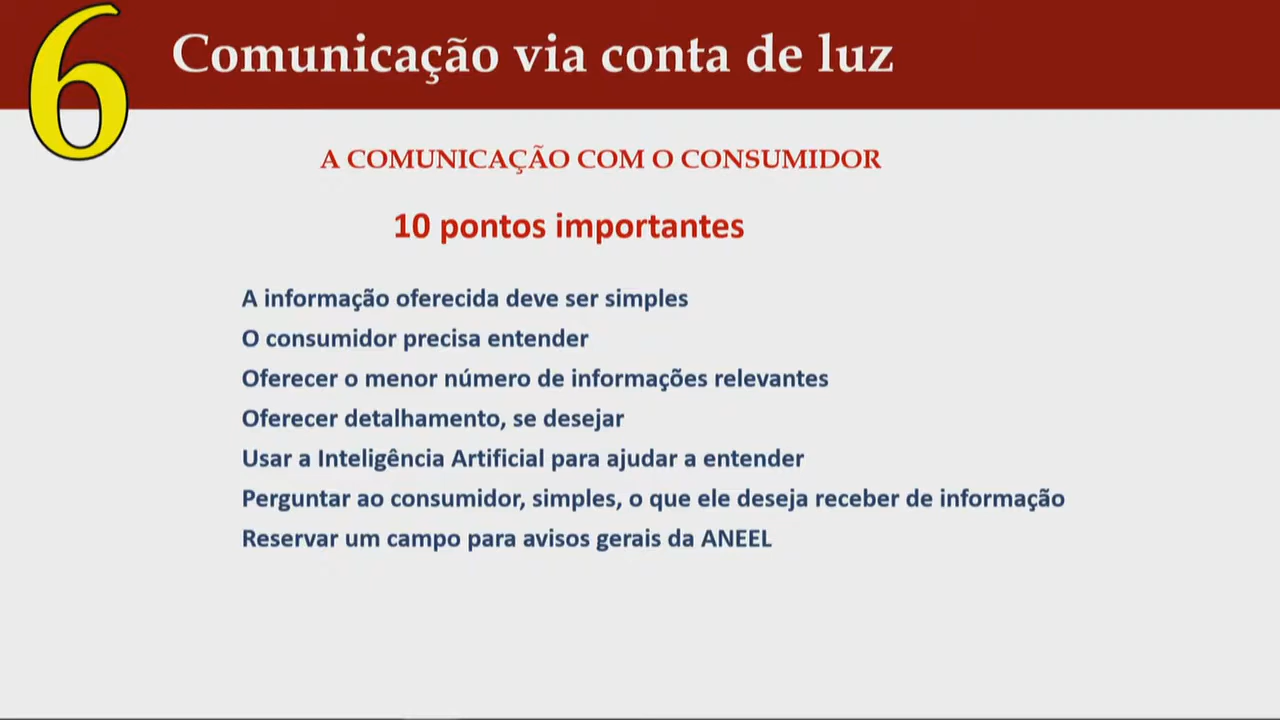 6
Comunicação via conta de luz
A COMUNICAÇÃO COM O CONSUMIDOR
10 pontos importantes
A informação oferecida deve ser simples
O consumidor precisa entender
Oferecer o menor número de informações relevantes
Oferecer detalhamento, se desejar
Usar a Inteligência Artificial para ajudar a entender
Perguntar ao consumidor, simples, o que ele deseja receber de informação
Reservar um campo para avisos gerais da ANEEL